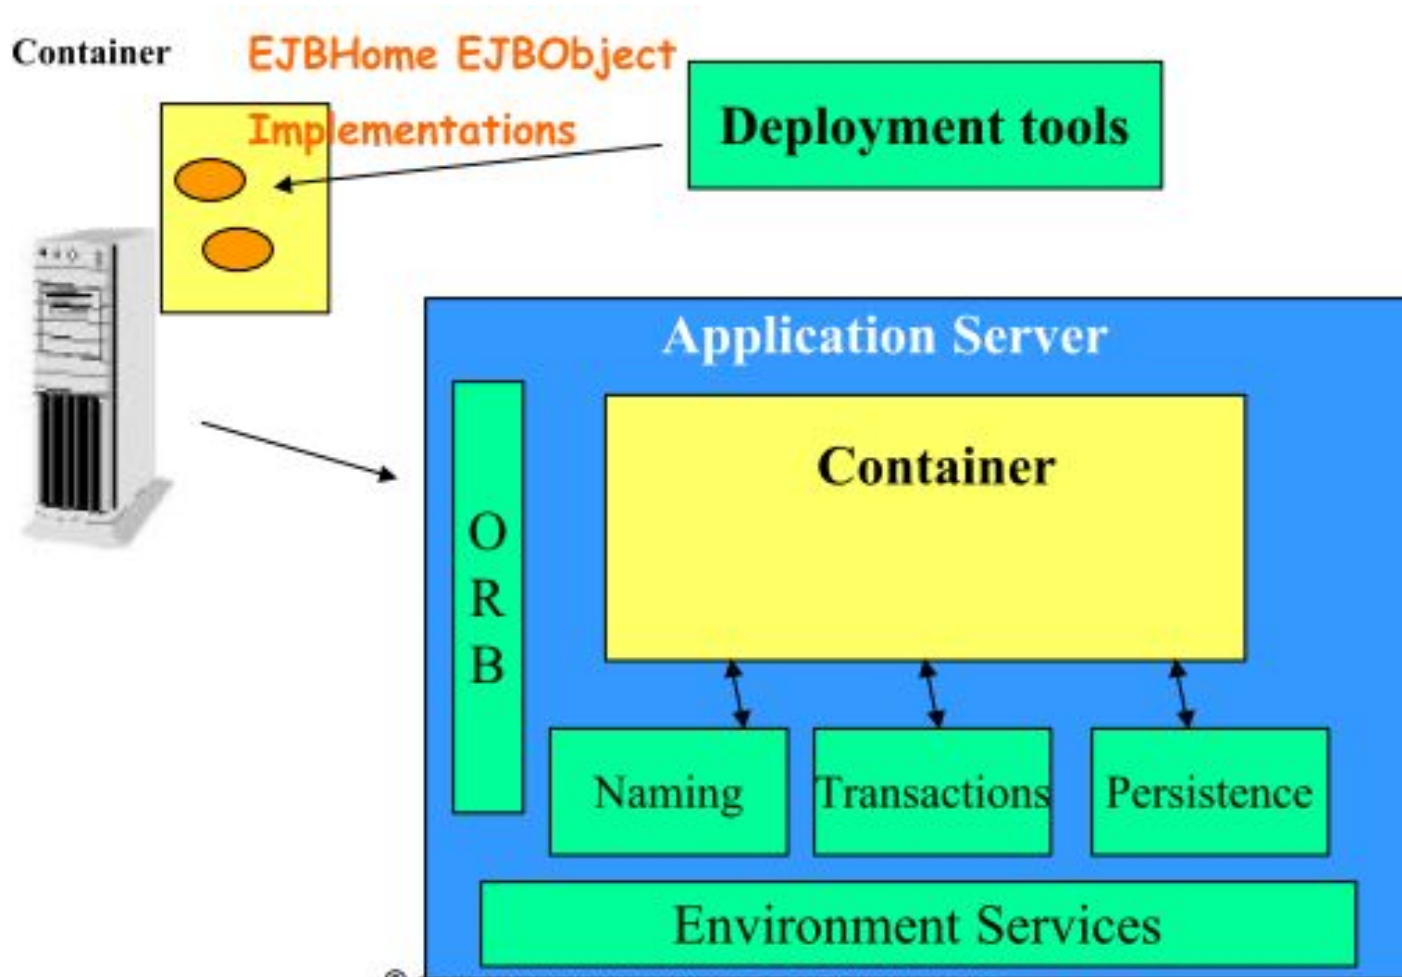 Container
EJBHome EJBObject
Implementations
Deployment tools
Application Server
Container
O
R
B
Naming
Transactions
Persistence
Environment Services